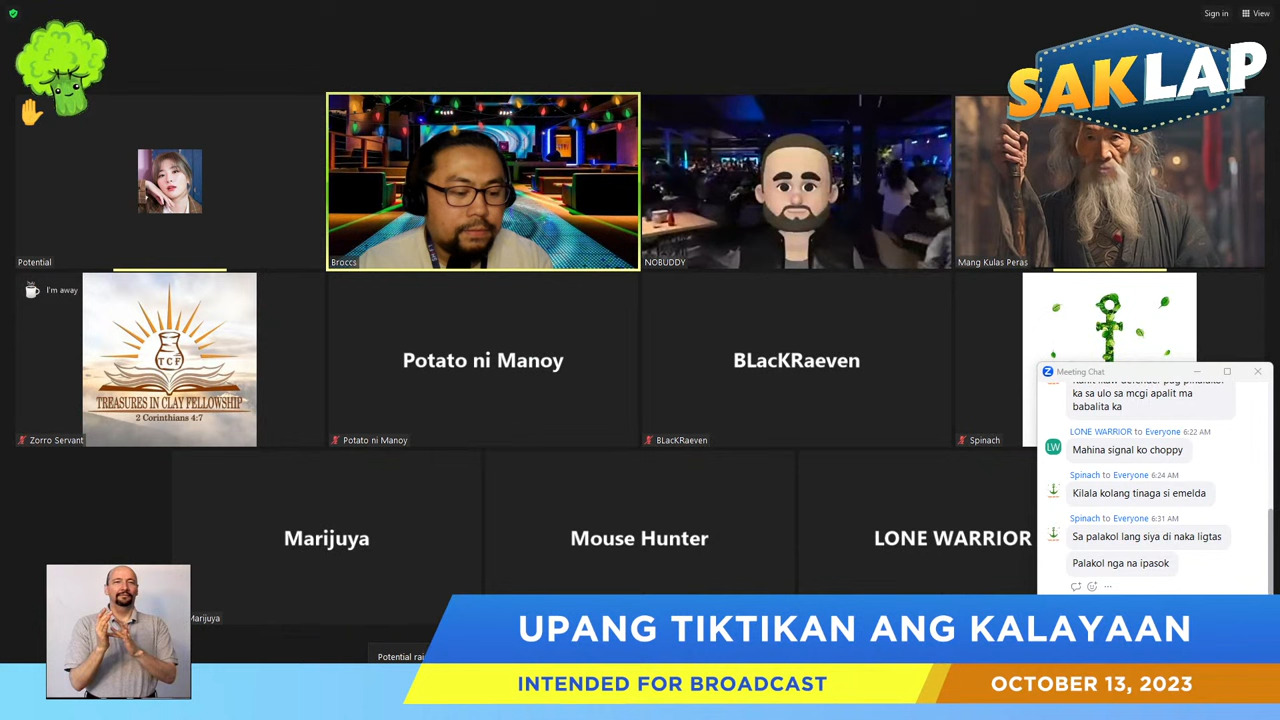 Sign in
View
SAKLAP
Potential
Broccs
NOBUDDY
Mang Kulas Peras
I'm away
TCF
TREASURES IN CLAY FELLOWSHIP
2 Corinthians 4:7
Zorro Servant
Potato ni Manoy
Potato ni Manoy
BLacKRaeven
BLacKRaeven
Spinach
Meeting Chat
ka sa ulo sa mcgi apalit ma
babalita ka
LONE WARRIOR to Everyone 6:22 AM
LW
Mahina signal ko choppy
Spinach to Everyone 6:24 AM
Kilala kolang tinaga si emelda
Spinach to Everyone 6:31 AM
Sa palakol lang siya di naka ligtas
Palakol nga na ipasok
Marijuya
Marijuya
Mouse Hunter
LONE WARRIOR
Potential rai
UPANG TIKTIKAN ANG KALAYAAN
INTENDED FOR BROADCAST
OCTOBER 13, 2023